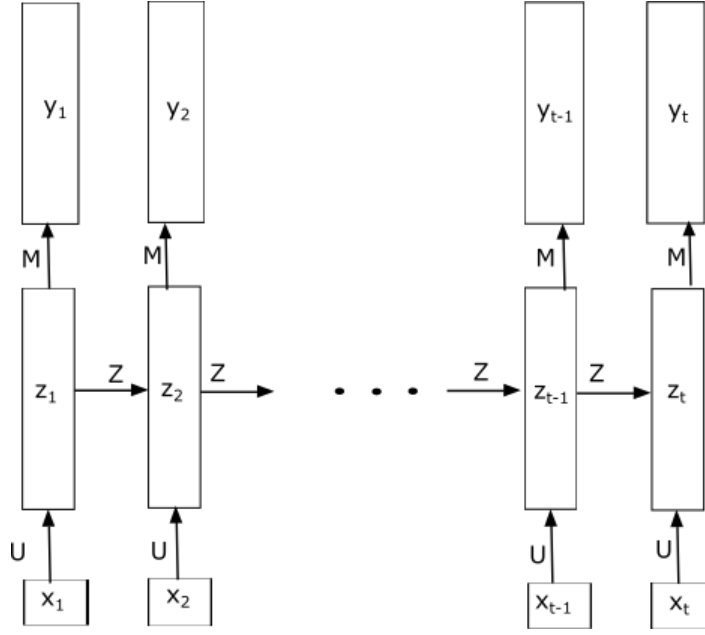 y₁ y₂ yₜ₋₁ yₜ
M M M M
Z Z Z Z
z₁ z₂ • • • zₜ₋₁ zₜ
U U U U
x₁ x₂ xₜ₋₁ xₜ